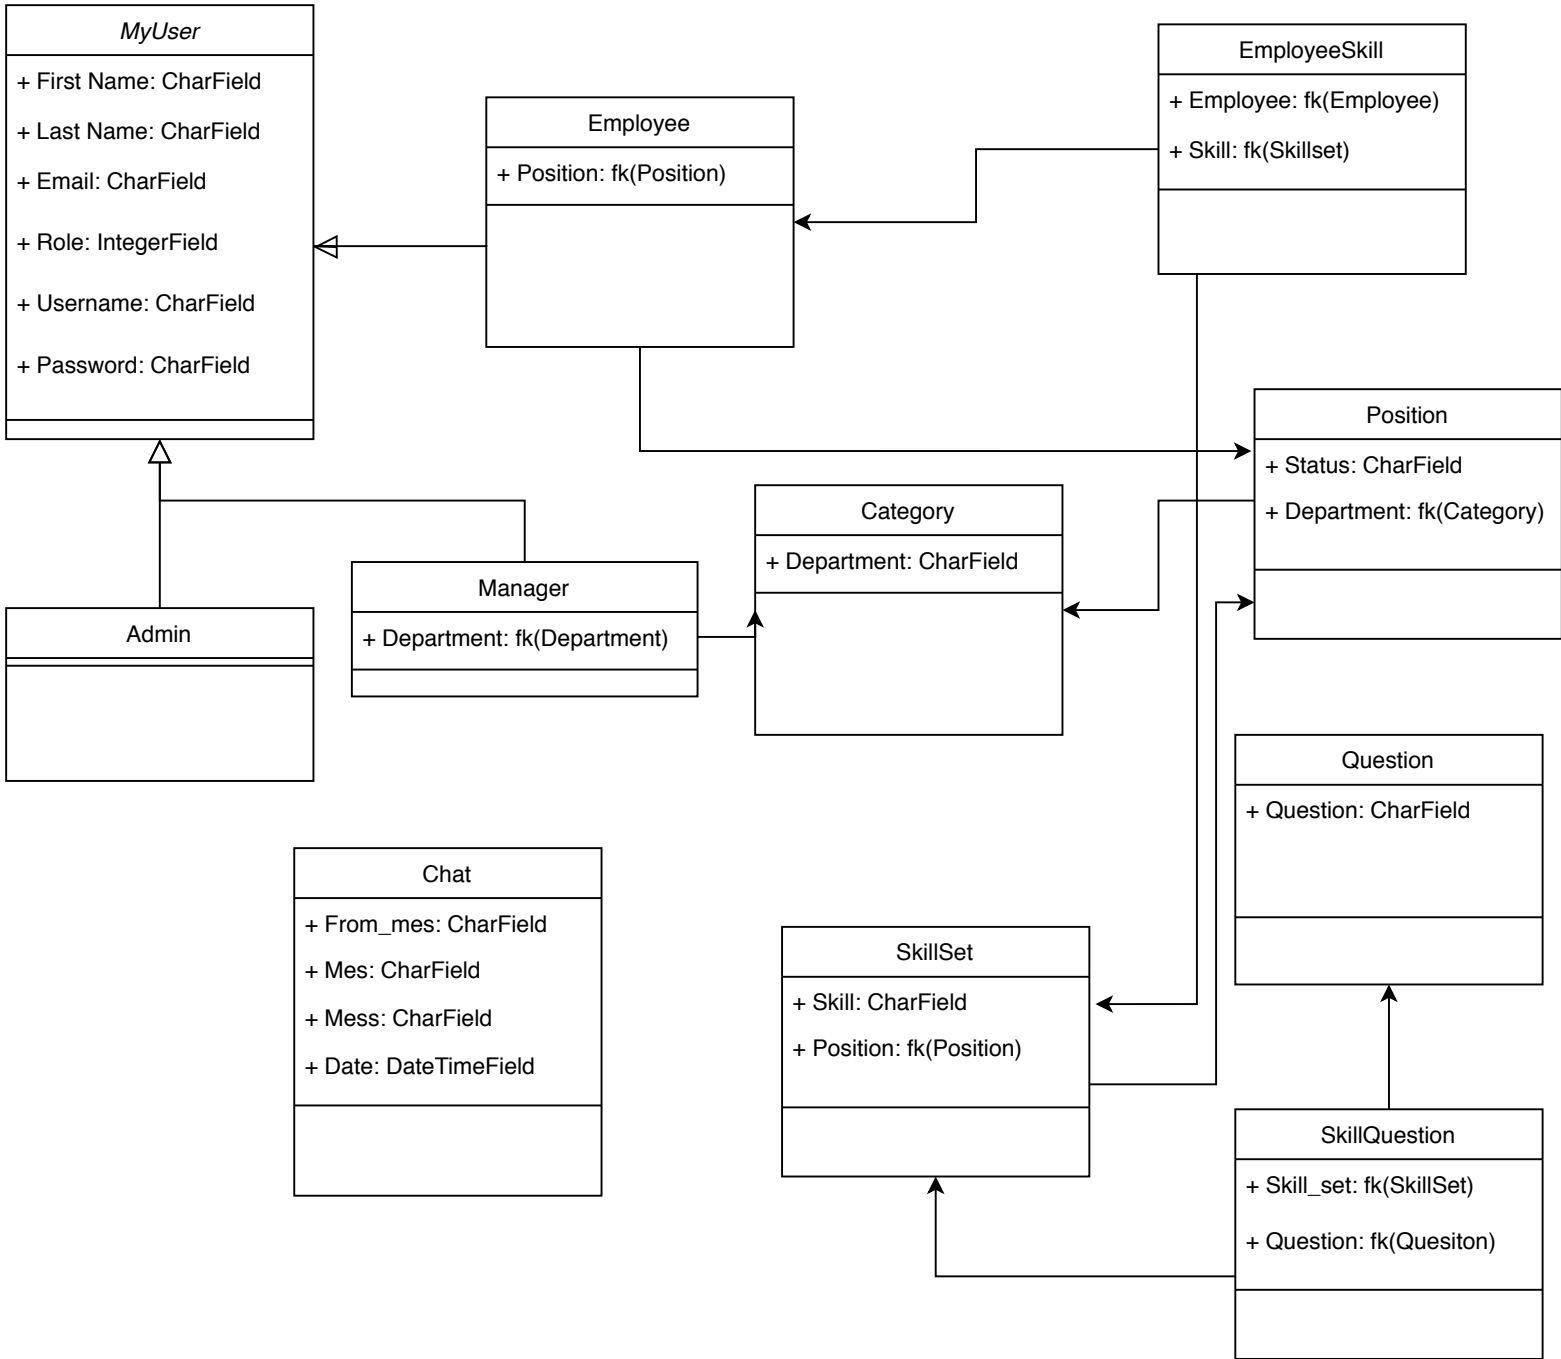 MyUser
+ First Name: CharField
+ Last Name: CharField
+ Email: CharField
+ Role: IntegerField
+ Username: CharField
+ Password: CharField
Employee
+ Position: fk(Position)
EmployeeSkill
+ Employee: fk(Employee)
+ Skill: fk(Skillset)
Position
+ Status: CharField
+ Department: fk(Category)
Category
+ Department: CharField
Manager
+ Department: fk(Department)
Admin
Question
+ Question: CharField
Chat
+ From_mes: CharField
+ Mes: CharField
+ Mess: CharField
+ Date: DateTimeField
SkillSet
+ Skill: CharField
+ Position: fk(Position)
SkillQuestion
+ Skill_set: fk(SkillSet)
+ Question: fk(Quesiton)